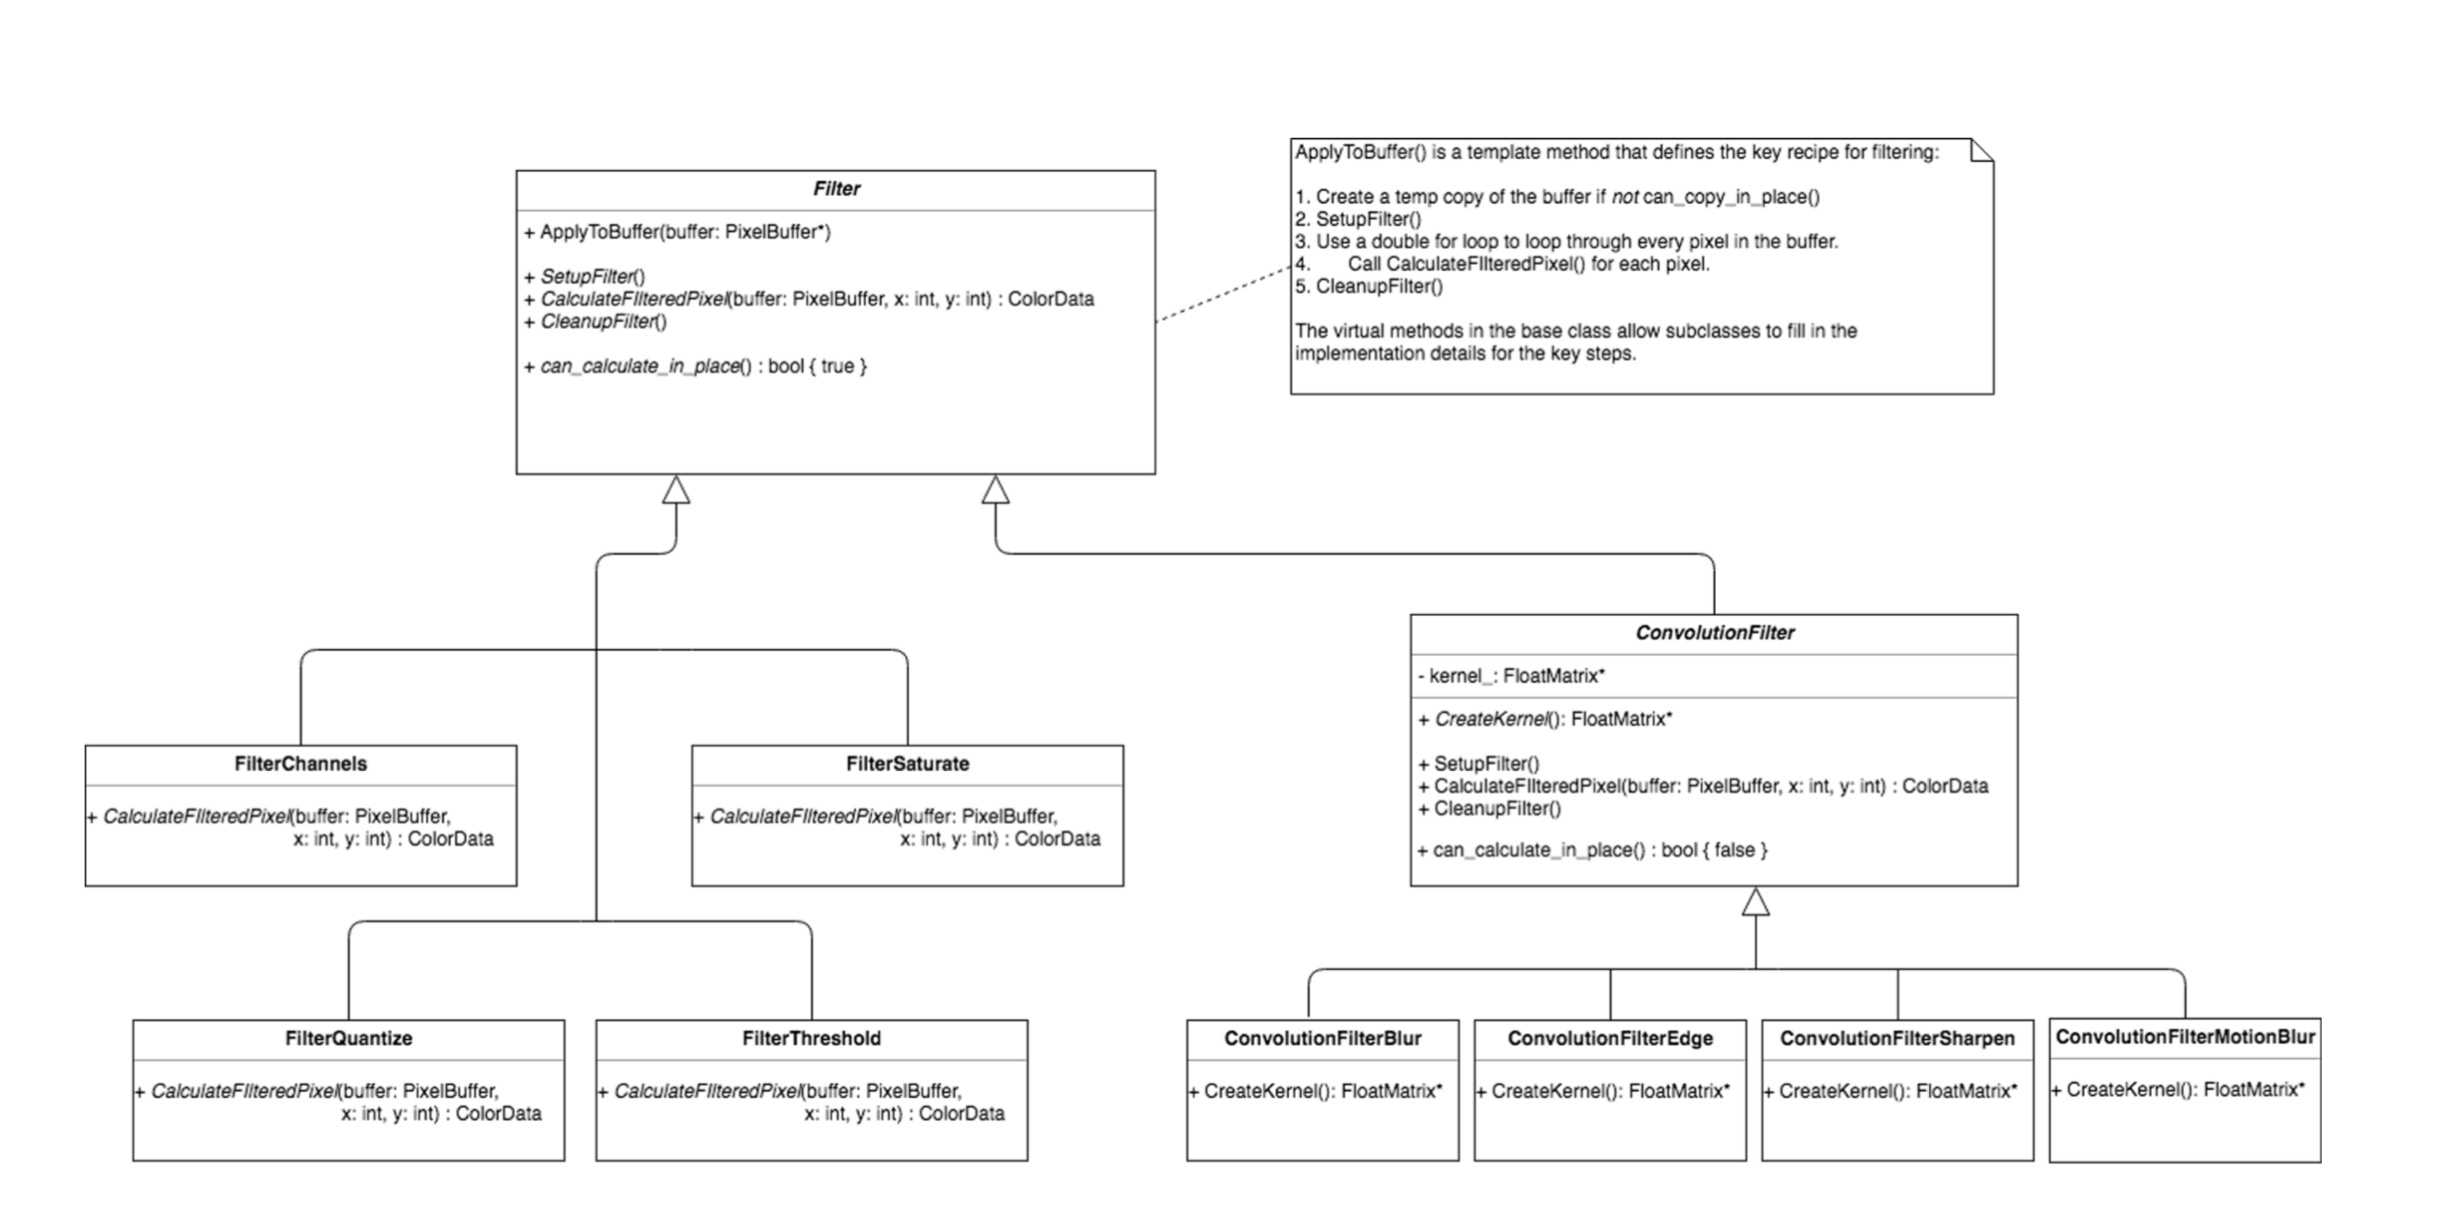 Filter
+ ApplyToBuffer(buffer: PixelBuffer*)
+ SetupFilter()
+ CalculateFIlteredPixel(buffer: PixelBuffer, x: int, y: int) : ColorData
+ CleanupFilter()
+ can_calculate_in_place() : bool { true }
ApplyToBuffer() is a template method that defines the key recipe for filtering:
1. Create a temp copy of the buffer if not can_copy_in_place()
2. SetupFilter()
3. Use a double for loop to loop through every pixel in the buffer.
4. Call CalculateFIlteredPixel() for each pixel.
5. CleanupFilter()
The virtual methods in the base class allow subclasses to fill in the
implementation details for the key steps.
ConvolutionFilter
- kernel_: FloatMatrix*
+ CreateKernel(): FloatMatrix*
+ SetupFilter()
+ CalculateFIlteredPixel(buffer: PixelBuffer, x: int, y: int) : ColorData
+ CleanupFilter()
+ can_calculate_in_place() : bool { false }
FilterChannels
+ CalculateFIlteredPixel(buffer: PixelBuffer,
x: int, y: int) : ColorData
FilterSaturate
+ CalculateFIlteredPixel(buffer: PixelBuffer,
x: int, y: int) : ColorData
FilterQuantize
+ CalculateFIlteredPixel(buffer: PixelBuffer,
x: int, y: int) : ColorData
FilterThreshold
+ CalculateFIlteredPixel(buffer: PixelBuffer,
x: int, y: int) : ColorData
ConvolutionFilterBlur
+ CreateKernel(): FloatMatrix*
ConvolutionFilterEdge
+ CreateKernel(): FloatMatrix*
ConvolutionFilterSharpen
+ CreateKernel(): FloatMatrix*
ConvolutionFilterMotionBlur
+ CreateKernel(): FloatMatrix*